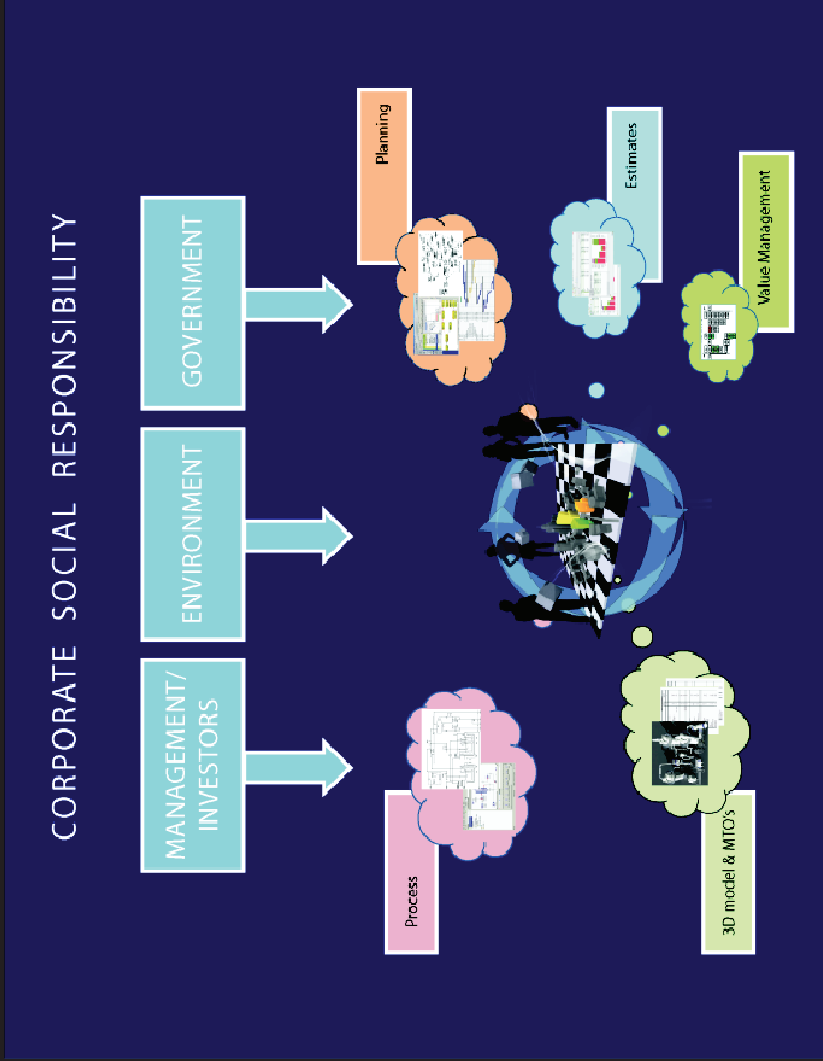 CORPORATE SOCIAL RESPONSIBILITY
MANAGEMENT/
INVESTORS
ENVIRONMENT
GOVERNMENT
Process
Planning
Estimates
3D model & MTO's
Value Management